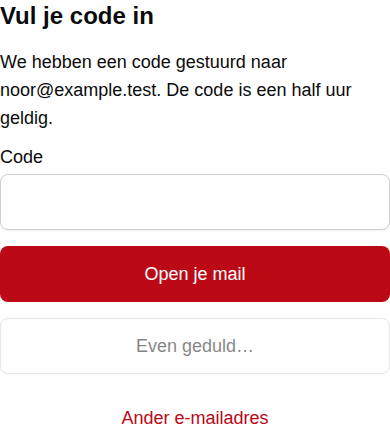 Vul je code in
We hebben een code gestuurd naar
noor@example.test. De code is een half uur
geldig.
Code
Open je mail
Even geduld…
Ander e-mailadres